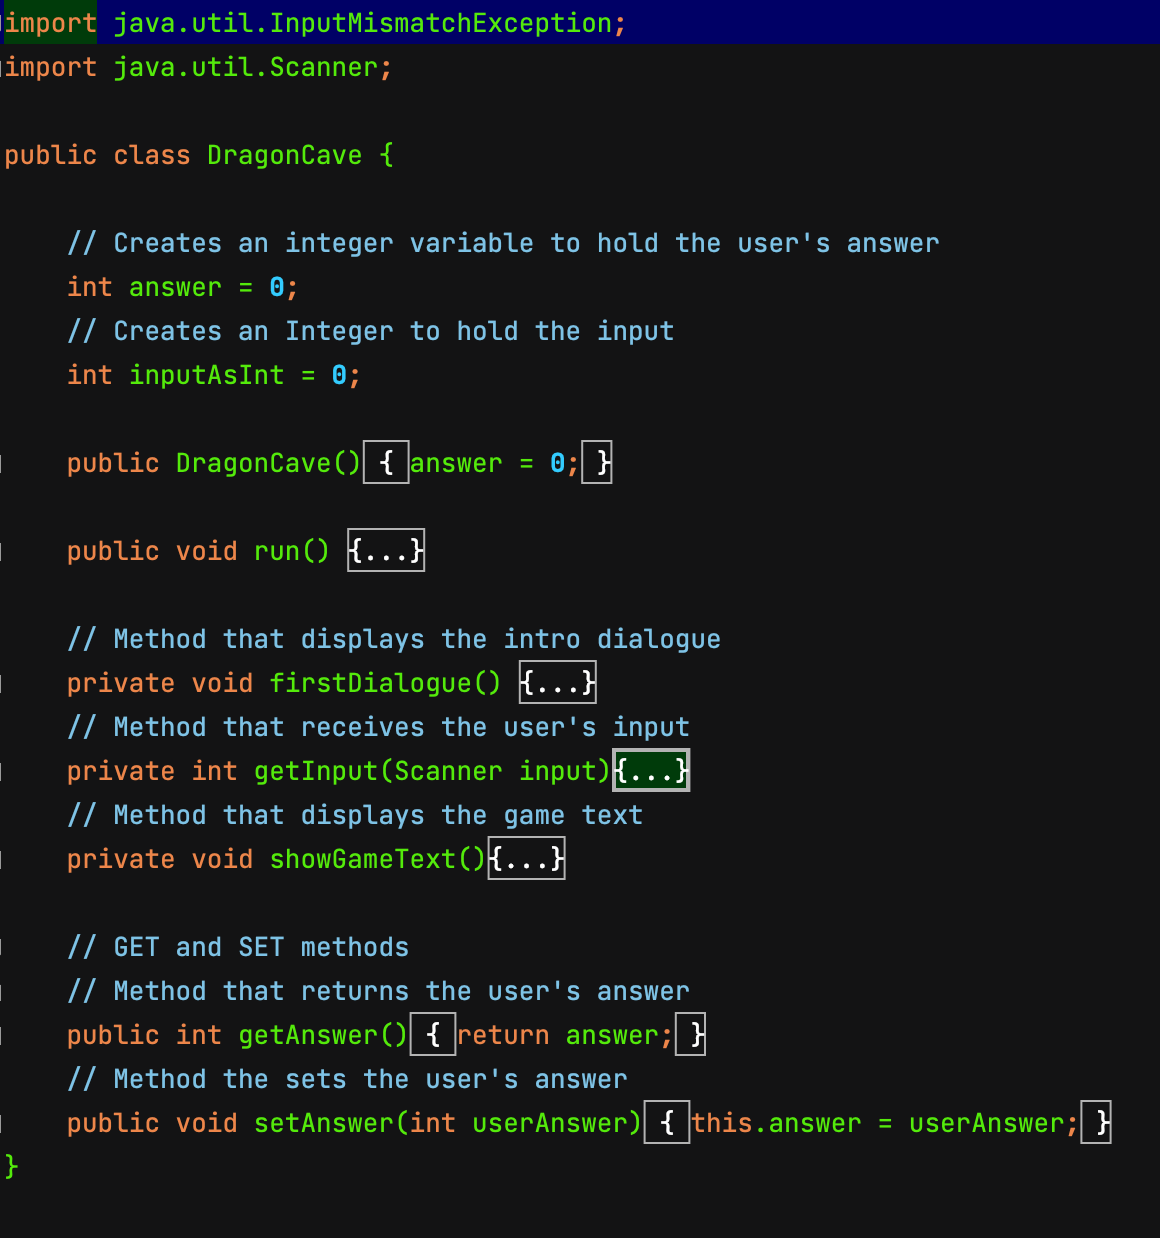 import java.util.InputMismatchException;
import java.util.Scanner;
public class DragonCave {
// Creates an integer variable to hold the user's answer
int answer = 0;
// Creates an Integer to hold the input
int inputAsInt = 0;
public DragonCave() { answer = 0; }
public void run() {...}
// Method that displays the intro dialogue
private void firstDialogue() {...}
// Method that receives the user's input
private int getInput(Scanner input){...}
// Method that displays the game text
private void showGameText(){...}
// GET and SET methods
// Method that returns the user's answer
public int getAnswer() { return answer; }
// Method the sets the user's answer
public void setAnswer(int userAnswer) { this.answer = userAnswer; }
}